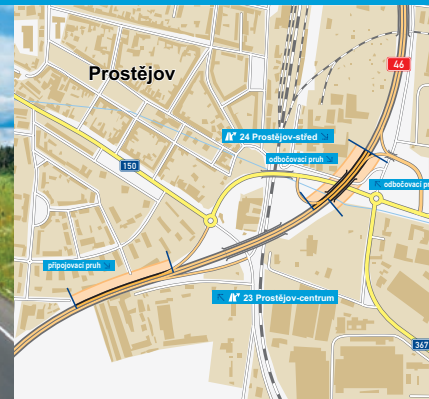 46
Prostějov
24 Prostějov-střed
odbočovací pruh
150
odbočovací pr
připojovací pruh
23 Prostějov-centrum
367